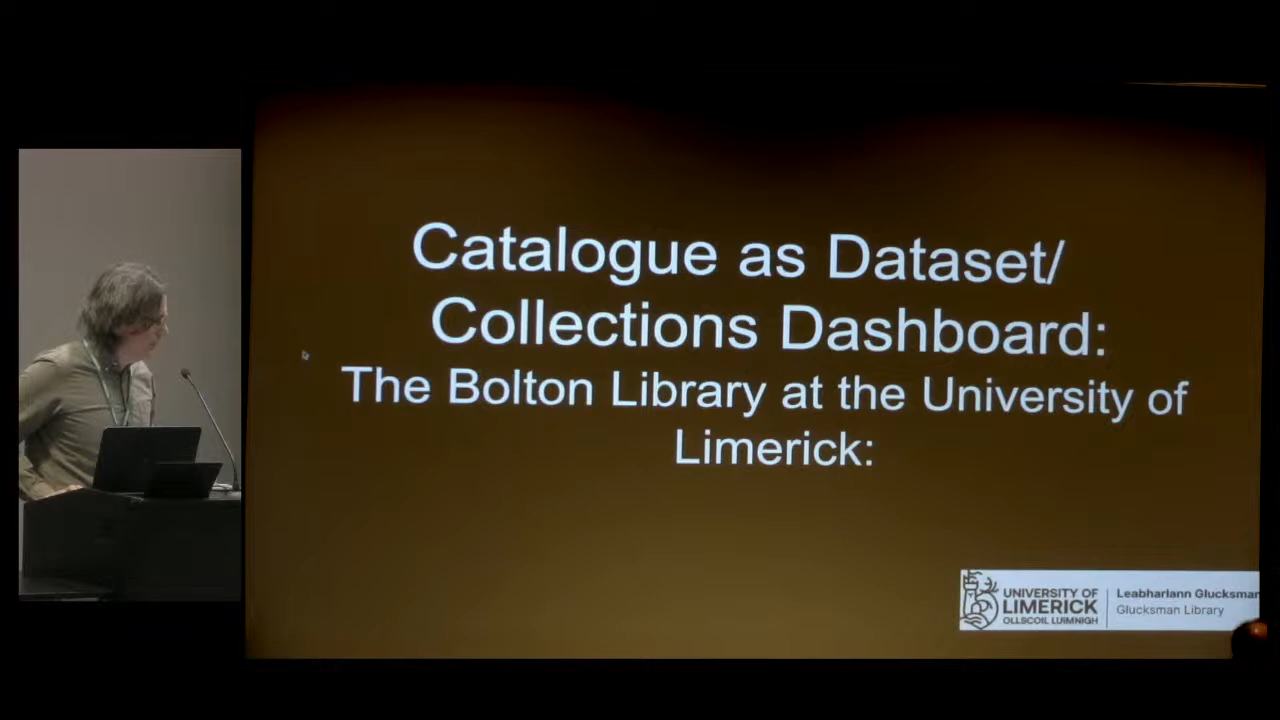 Catalogue as Dataset/
Collections Dashboard:
The Bolton Library at the University of
Limerick:
UNIVERSITY OF
LIMERICK
OLLSCOIL LUIMNIGH
Leabharlann Glucksman
Glucksman Library